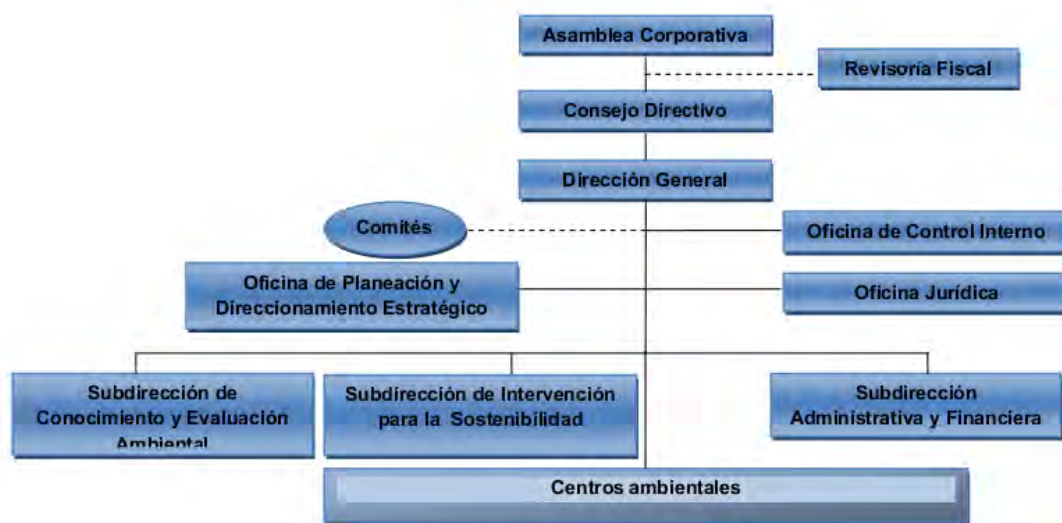 Asamblea Corporativa
Revisoría Fiscal
Consejo Directivo
Dirección General
Comités
Oficina de Control Interno
Oficina de Planeación y
Direccionamiento Estratégico
Oficina Jurídica
Subdirección de
Conocimiento y Evaluación
Ambiental
Subdirección de Intervención
para la Sostenibilidad
Subdirección
Administrativa y Financiera
Centros ambientales